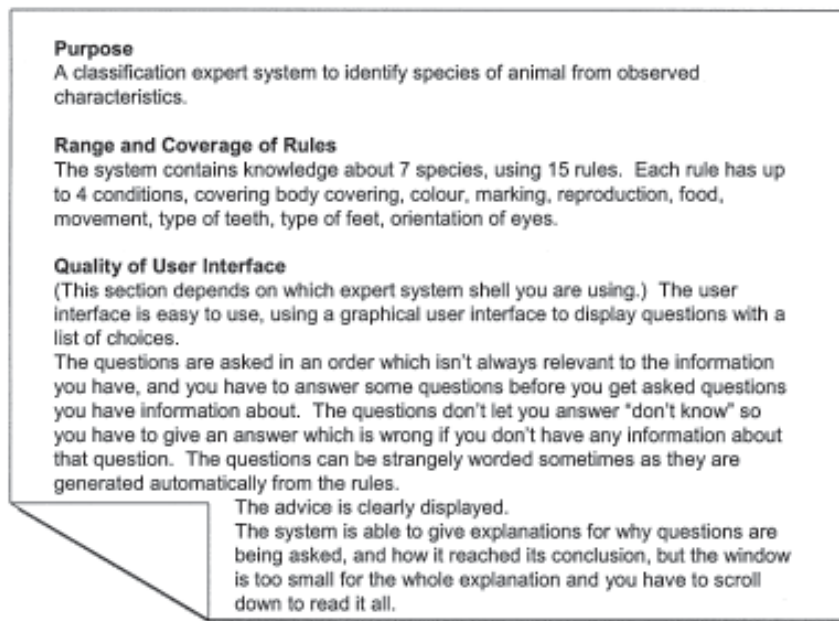 Purpose
A classification expert system to identify species of animal from observed
characteristics.
Range and Coverage of Rules
The system contains knowledge about 7 species, using 15 rules.  Each rule has up
to 4 conditions, covering body covering, colour, marking, reproduction, food,
movement, type of teeth, type of feet, orientation of eyes.
Quality of User Interface
(This section depends on which expert system shell you are using.)  The user
interface is easy to use, using a graphical user interface to display questions with a
list of choices.
The questions are asked in an order which isn't always relevant to the information
you have, and you have to answer some questions before you get asked questions
you have information about.  The questions don't let you answer “don't know” so
you have to give an answer which is wrong if you don't have any information about
that question.  The questions can be strangely worded sometimes as they are
generated automatically from the rules.
The advice is clearly displayed.
The system is able to give explanations for why questions are
being asked, and how it reached its conclusion, but the window
is too small for the whole explanation and you have to scroll
down to read it all.